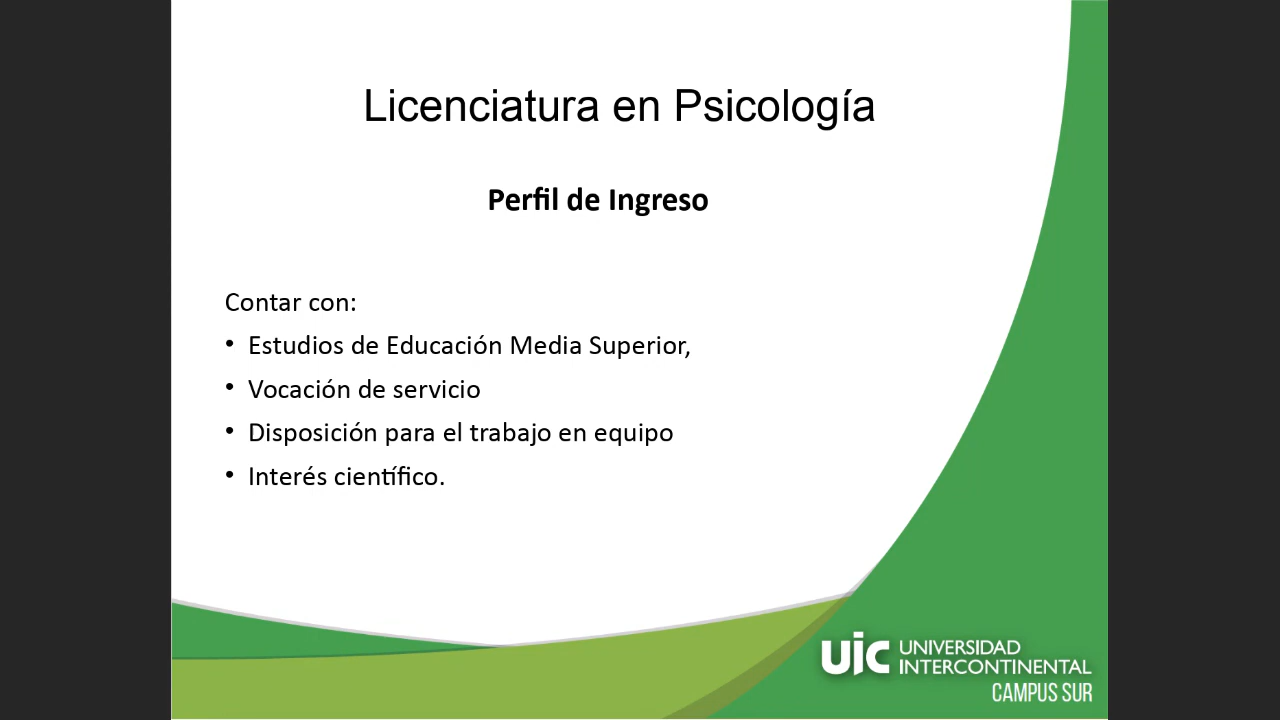 Licenciatura en Psicología
Perfil de Ingreso
Contar con:
• Estudios de Educación Media Superior,
• Vocación de servicio
• Disposición para el trabajo en equipo
• Interés científico.
uic UNIVERSIDAD
INTERCONTINENTAL
CAMPUS SUR